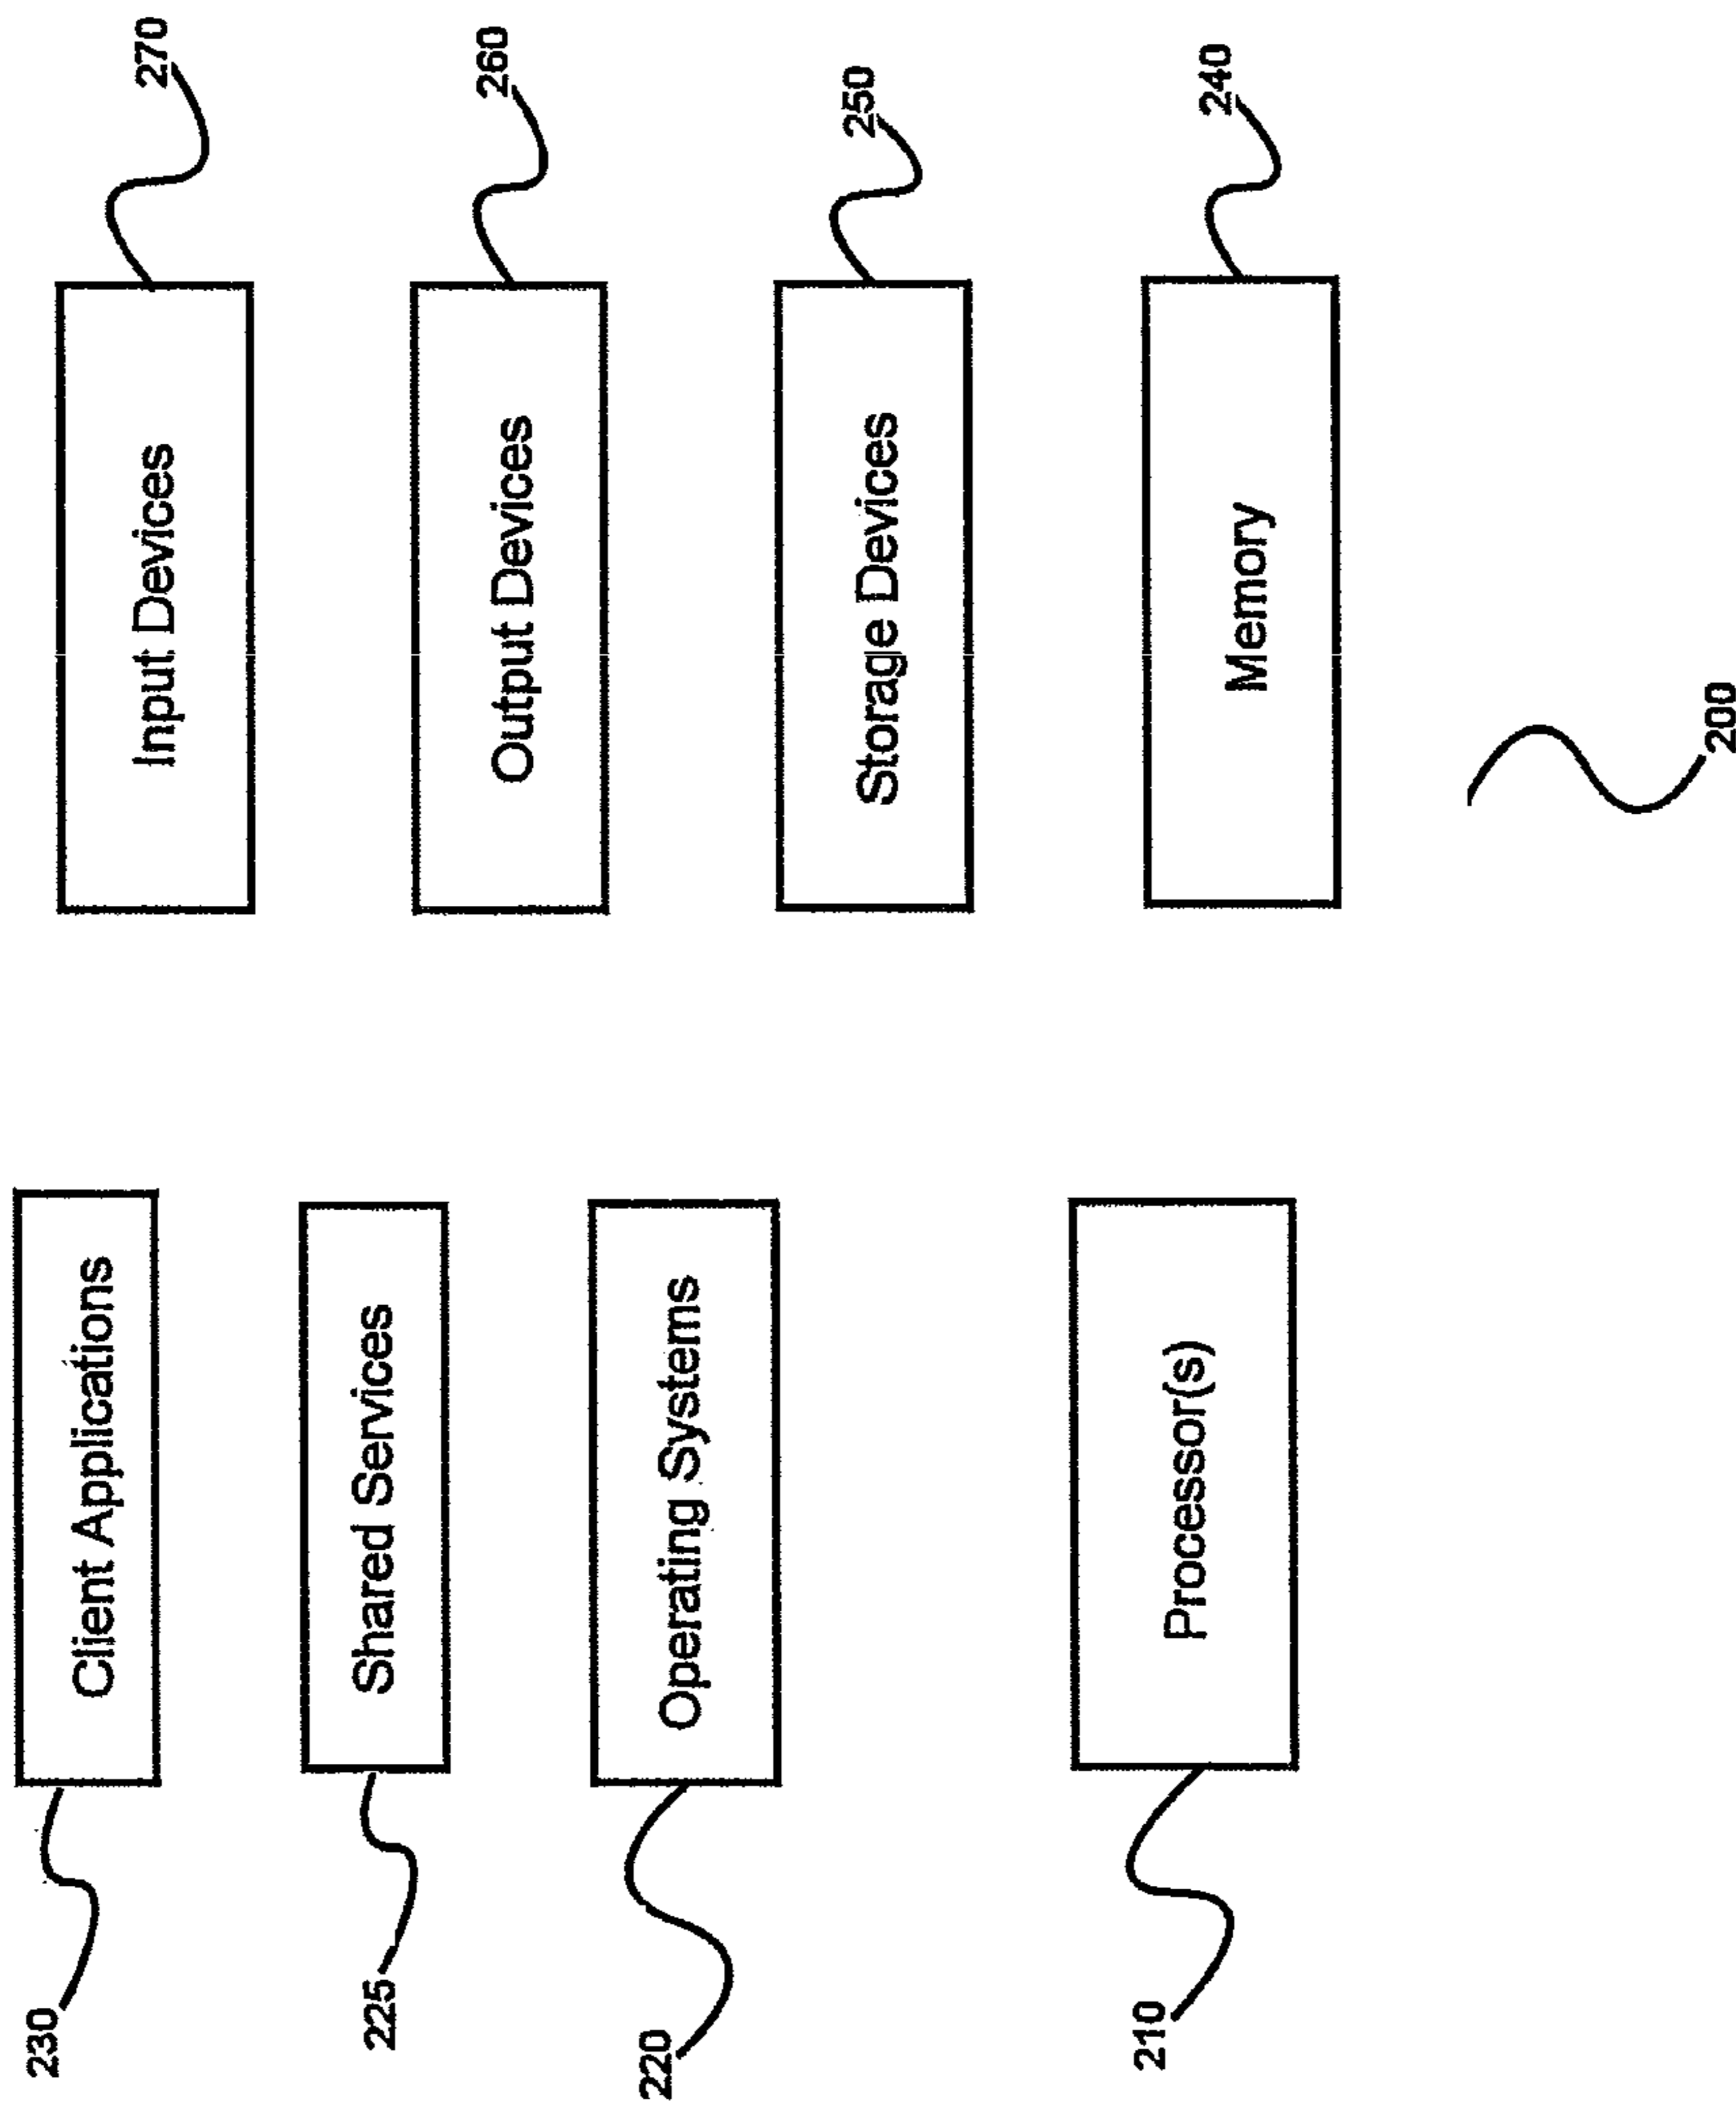 230
Client Applications
Input Devices
270
225
Shared Services
Output Devices
260
220
Operating Systems
Storage Devices
250
210
Processor(s)
Memory
240
200